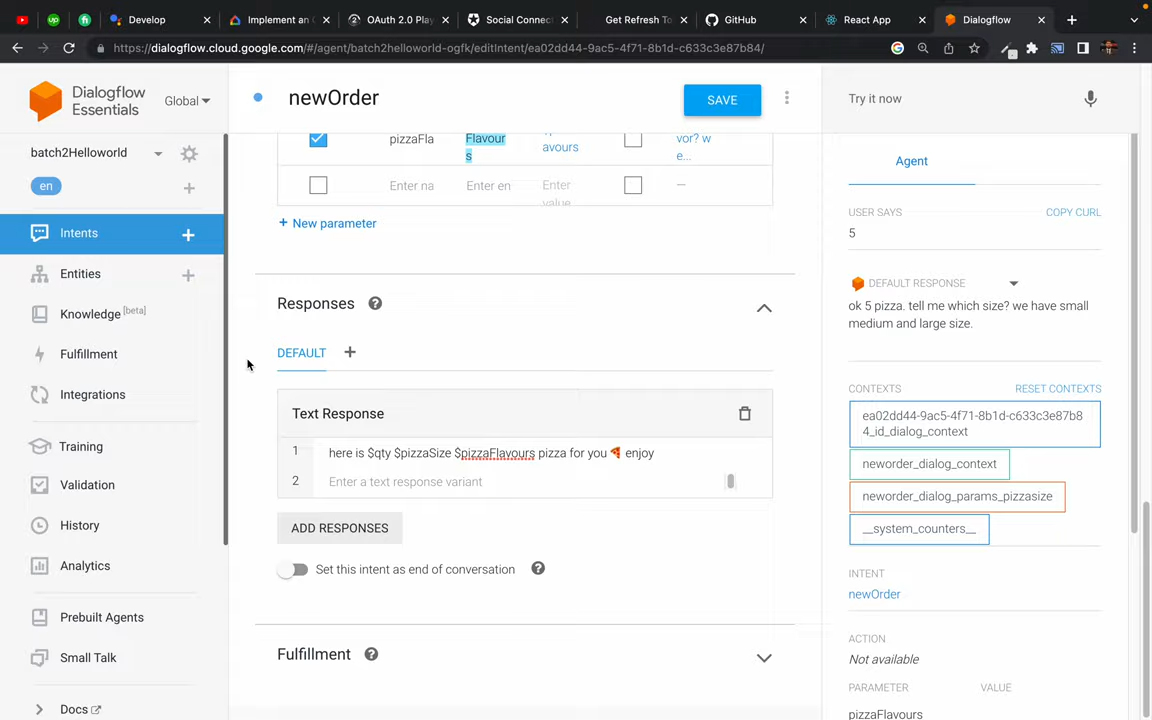 Develop
Implement an
OAuth 2.0 Play
Social Connec
Get Refresh To
GitHub
React App
Dialogflow
https://dialogflow.cloud.google.com/#/agent/batch2helloworld-ogfk/editIntent/ea02dd44-9ac5-4f71-8b1d-c633c3e87b84/
Dialogflow
Essentials
Global
batch2Helloworld
en
Intents
Entities
Knowledge [beta]
Fulfillment
Integrations
Training
Validation
History
Analytics
Prebuilt Agents
Small Talk
Docs
newOrder
SAVE
pizzaFla
Flavour
s
avours
vor? w
e...
Enter na
Enter en
Enter
value
—
+ New parameter
Responses
DEFAULT
Text Response
1 here is $qty $pizzaSize $pizzaFlavours pizza for you 🍕 enjoy
2 Enter a text response variant
ADD RESPONSES
Set this intent as end of conversation
Fulfillment
Try it now
Agent
USER SAYS
COPY CURL
5
DEFAULT RESPONSE
ok 5 pizza. tell me which size? we have small
medium and large size.
CONTEXTS
RESET CONTEXTS
ea02dd44-9ac5-4f71-8b1d-c633c3e87b8
4_id_dialog_context
neworder_dialog_context
neworder_dialog_params_pizzasize
__system_counters__
INTENT
newOrder
ACTION
Not available
PARAMETER
VALUE
pizzaFlavours